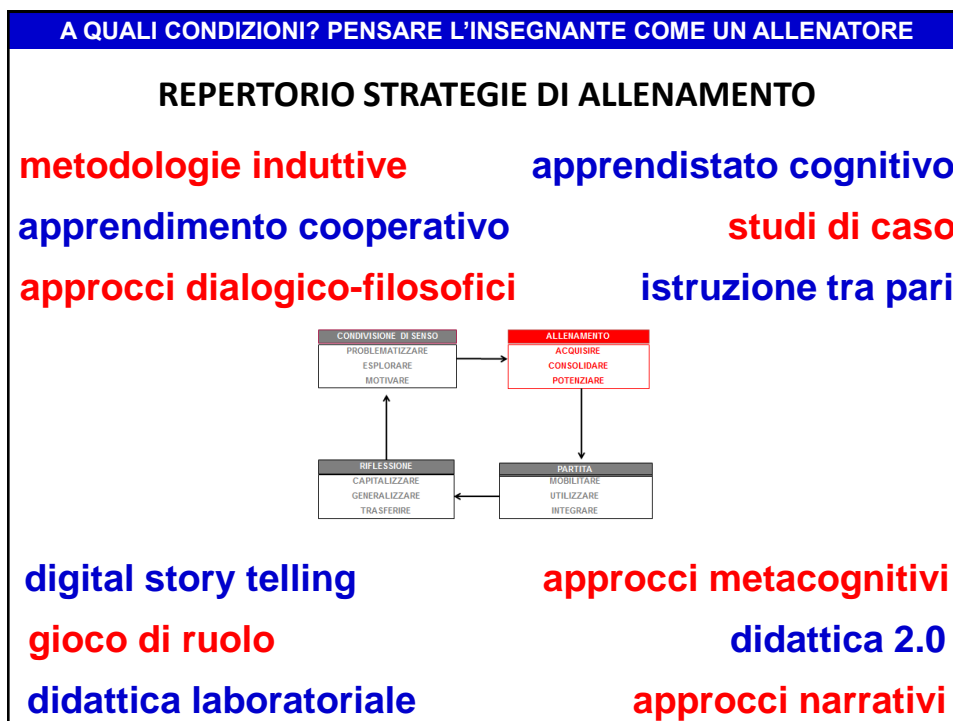 A QUALI CONDIZIONI? PENSARE L'INSEGNANTE COME UN ALLENATORE
REPERTORIO STRATEGIE DI ALLENAMENTO
metodologie induttive
apprendistato cognitivo
apprendimento cooperativo
studi di caso
approcci dialogico-filosofici
istruzione tra pari
CONDIVISIONE DI SENSO
PROBLEMATIZZARE
ESPLORARE
MOTIVARE
ALLENAMENTO
ACQUISIRE
CONSOLIDARE
POTENZIARE
RIFLESSIONE
CAPITALIZZARE
GENERALIZZARE
TRASFERIRE
PARTITA
MOBILITARE
UTILIZZARE
INTEGRARE
digital story telling
approcci metacognitivi
gioco di ruolo
didattica 2.0
didattica laboratoriale
approcci narrativi